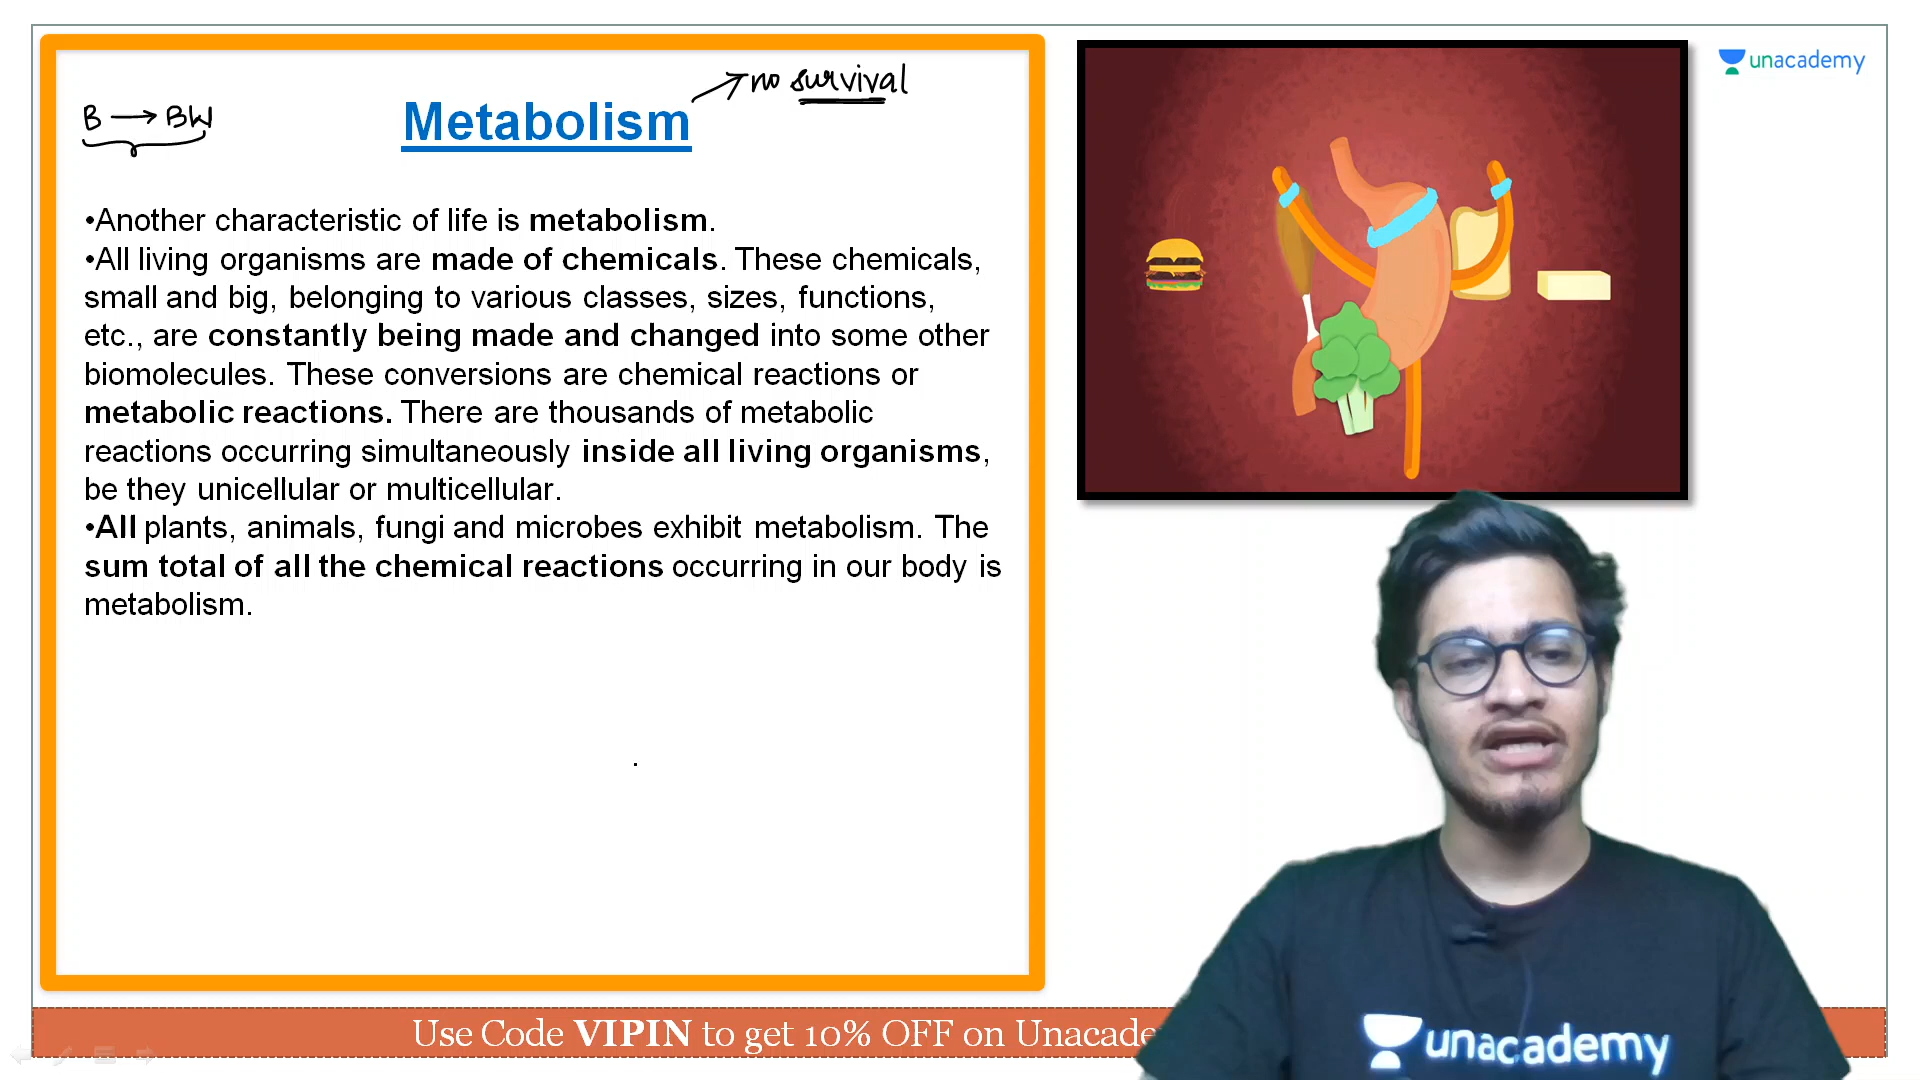 no survival
B → BW
Metabolism
unacademy
•Another characteristic of life is metabolism.
•All living organisms are made of chemicals. These chemicals,
small and big, belonging to various classes, sizes, functions,
etc., are constantly being made and changed into some other
biomolecules. These conversions are chemical reactions or
metabolic reactions. There are thousands of metabolic
reactions occurring simultaneously inside all living organisms,
be they unicellular or multicellular.
•All plants, animals, fungi and microbes exhibit metabolism. The
sum total of all the chemical reactions occurring in our body is
metabolism.
Use Code VIPIN to get 10% OFF on Unacade
unacademy